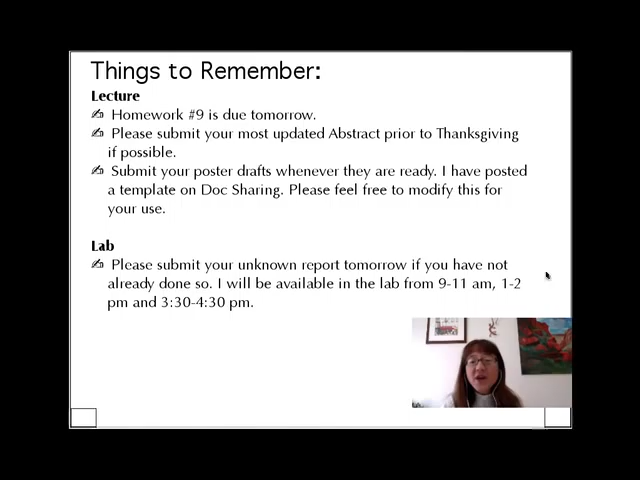 Things to Remember:
Lecture
✍ Homework #9 is due tomorrow.
✍ Please submit your most updated Abstract prior to Thanksgiving
if possible.
✍ Submit your poster drafts whenever they are ready. I have posted
a template on Doc Sharing. Please feel free to modify this for
your use.
Lab
✍ Please submit your unknown report tomorrow if you have not
already done so. I will be available in the lab from 9-11 am, 1-2
pm and 3:30-4:30 pm.